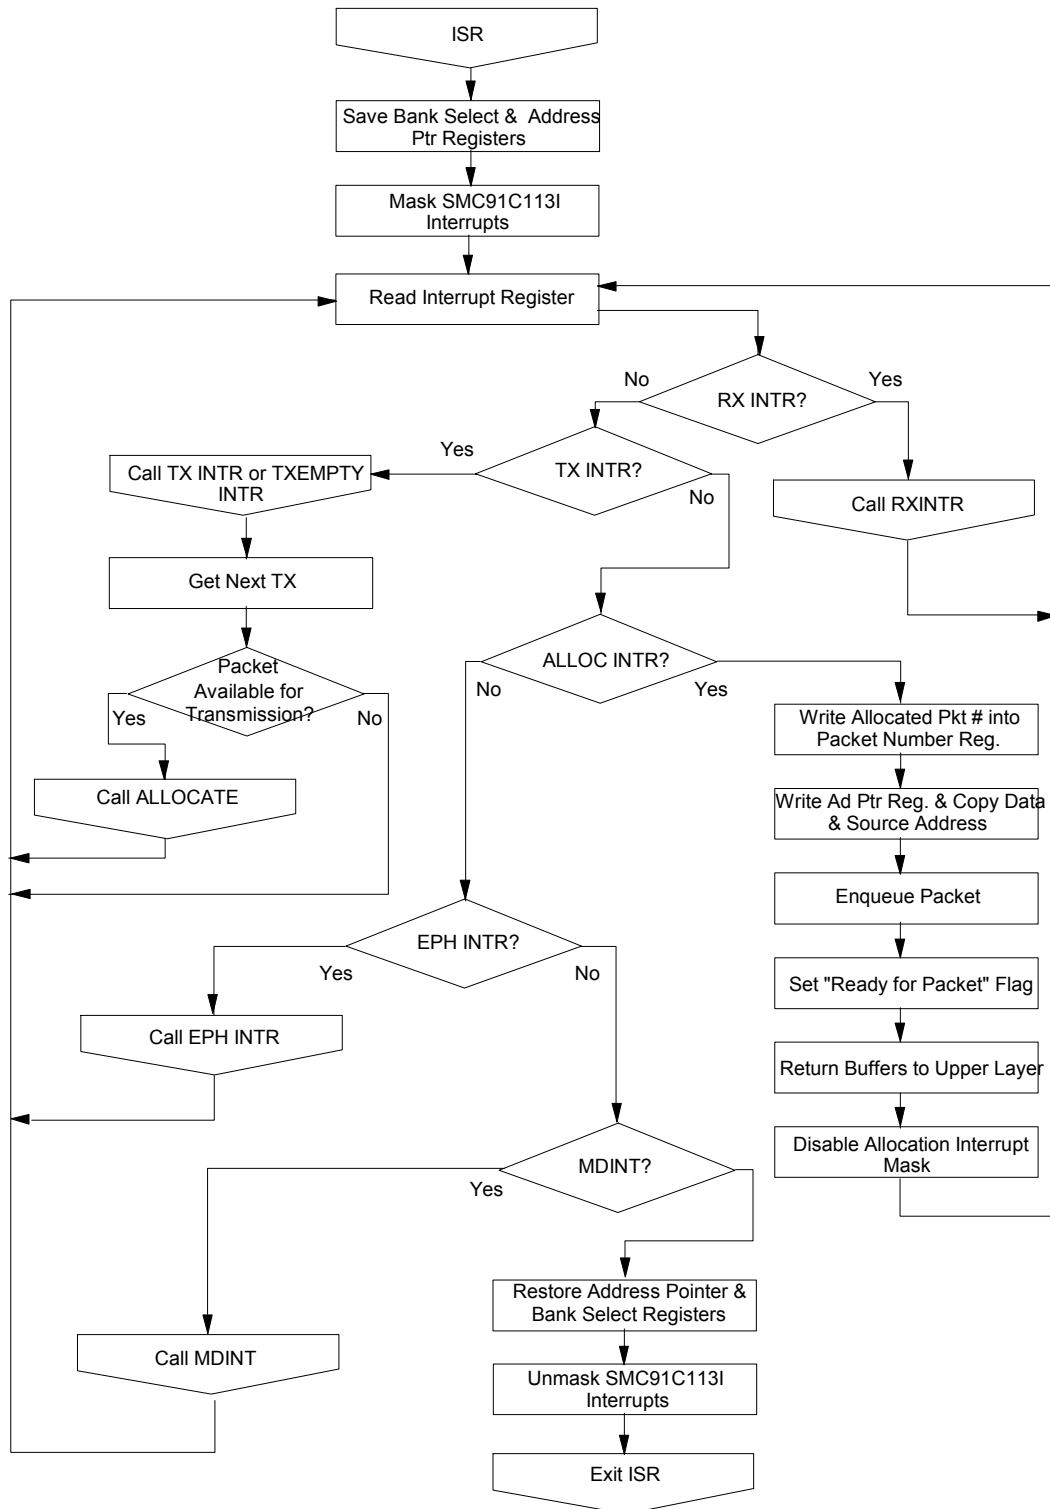 ISR
Save Bank Select & Address
Ptr Registers
Mask SMC91C113I
Interrupts
Read Interrupt Register
No
RX INTR?
Yes
Yes
TX INTR?
No
Call TX INTR or TXEMPTY
INTR
Call RXINTR
Get Next TX
ALLOC INTR?
No
Yes
Packet
Available for
Transmission?
Yes
No
Write Allocated Pkt # into
Packet Number Reg.
Call ALLOCATE
Write Ad Ptr Reg. & Copy Data
& Source Address
Enqueue Packet
EPH INTR?
Yes
No
Set "Ready for Packet" Flag
Call EPH INTR
Return Buffers to Upper Layer
Disable Allocation Interrupt
Mask
MDINT?
Yes
Restore Address Pointer &
Bank Select Registers
Call MDINT
Unmask SMC91C113I
Interrupts
Exit ISR